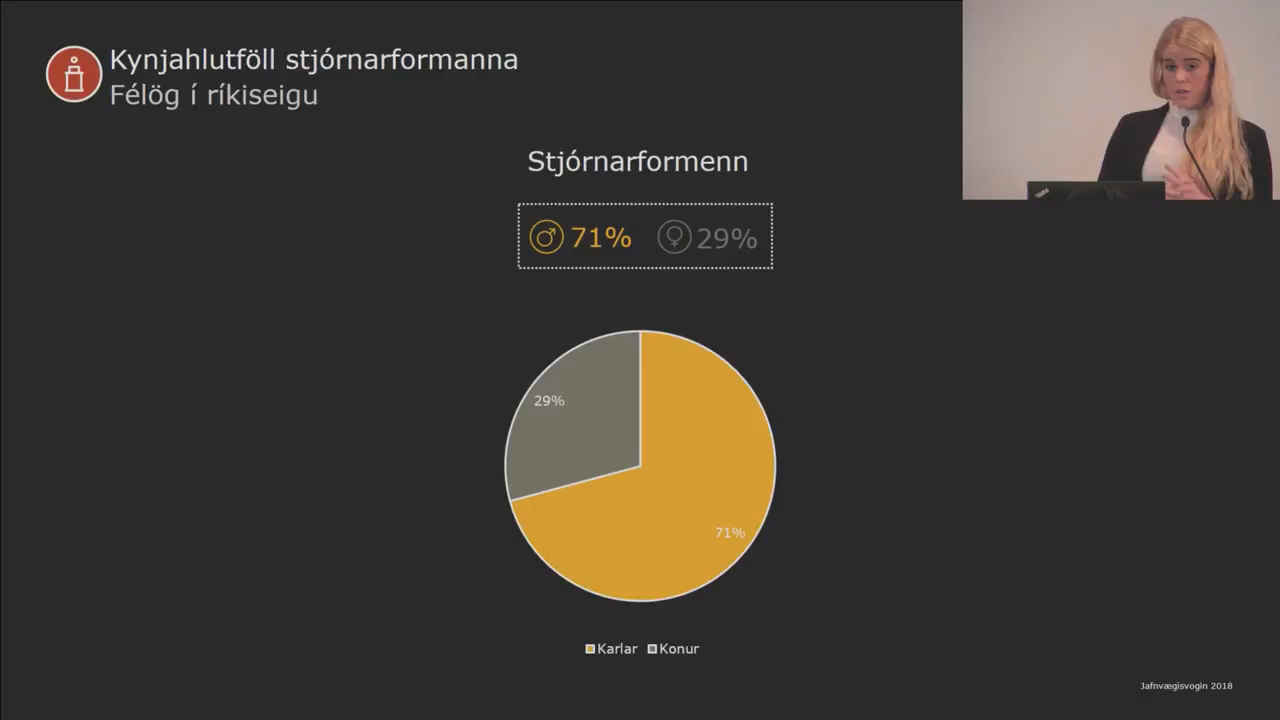 Kynjahlutföll stjórnarformanna
Félög í ríkiseigu
Stjórnarformenn
71% 29%
29%
71%
Karlar Konur
Jafnvægisvogin 2018